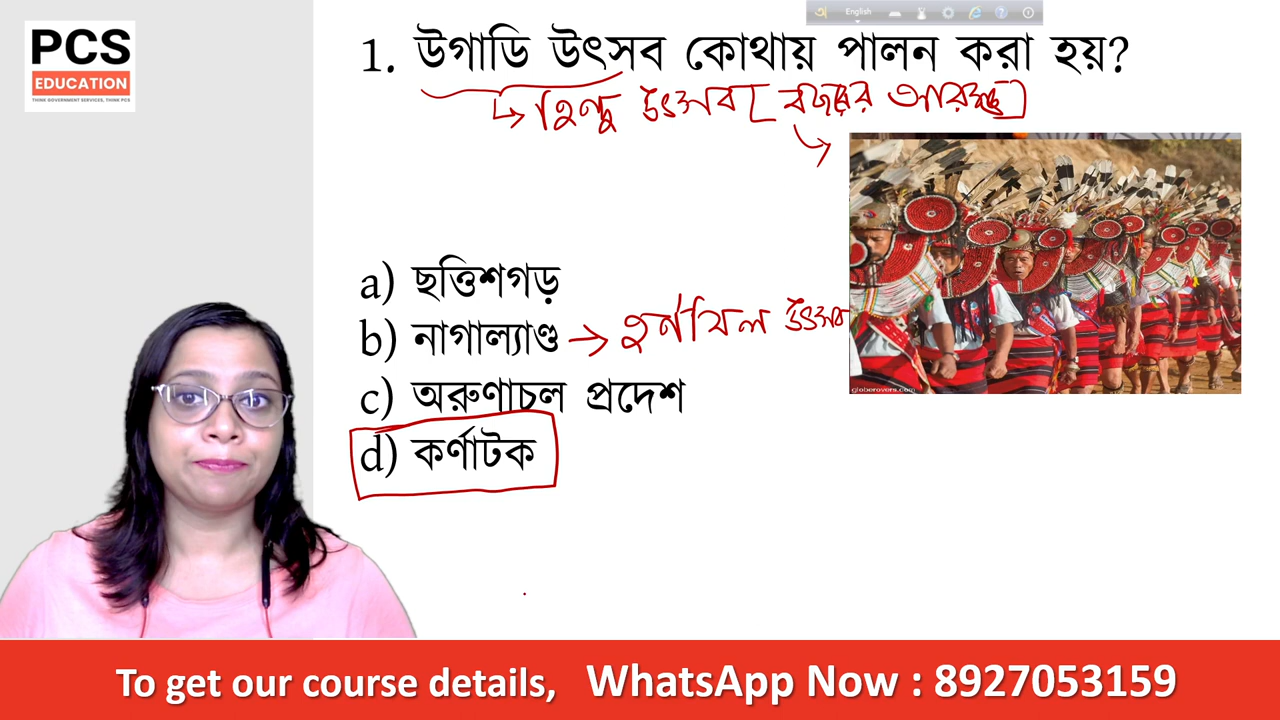 English
PCS
EDUCATION
THINK GOVERNMENT SERVICES, THINK PCS
1. উগাডি উৎসব কোথায় পালন করা হয়?
হিন্দু উৎসব [বছরের আরম্ভ]
a) ছত্তিশগড়
b) নাগাল্যাণ্ড → হর্ণবিল উৎসব
c) অরুণাচল প্রদেশ
d) কর্ণাটক
globerovers.com
To get our course details, WhatsApp Now : 8927053159